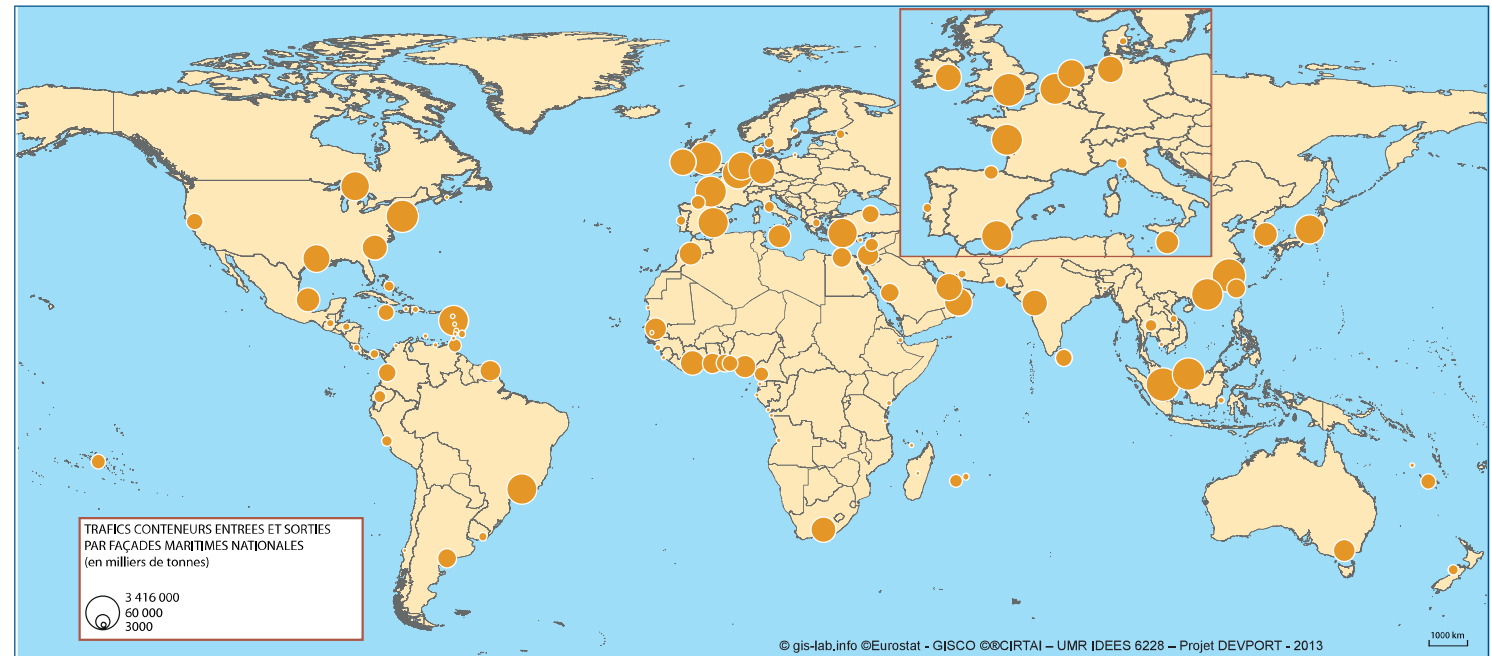 TRAFICS CONTENEURS ENTREES ET SORTIES
PAR FAÇADES MARITIMES NATIONALES
(en milliers de tonnes)
3 416 000
60 000
3000
© gis-lab.info ©Eurostat - GISCO ©®CIRTAI – UMR IDEES 6228 – Projet DEVPORT - 2013
1000 km